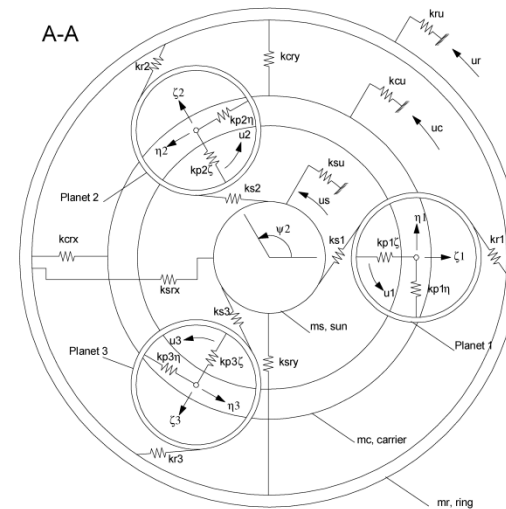 A-A
kru
ur
kr2
kcry
kcu
uc
ζ2
kp2η
η2
u2
kp2ζ
Planet 2
ksu
us
ks2
ψ2
ks1
η1
kr1
kp1ζ
ζ1
kcrx
ksrx
u1
kp1η
ms, sun
Planet 1
ks3
u3
Planet 3
kp3η
kp3ζ
ksry
η3
ζ3
mc, carrier
kr3
mr, ring